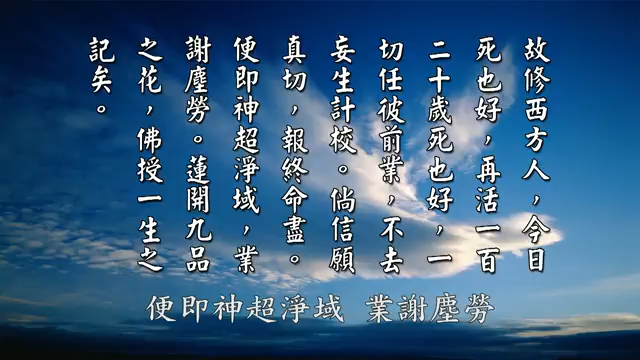 故修西方人，今日
死也好，再活一百
二十歲死也好，一
切任彼前業，不去
妄生計校。倘信願
真切，報終命盡。
便即神超淨域，業
謝塵勞。蓮開九品
之花，佛授一生之
記矣。
便即神超淨域 業謝塵勞